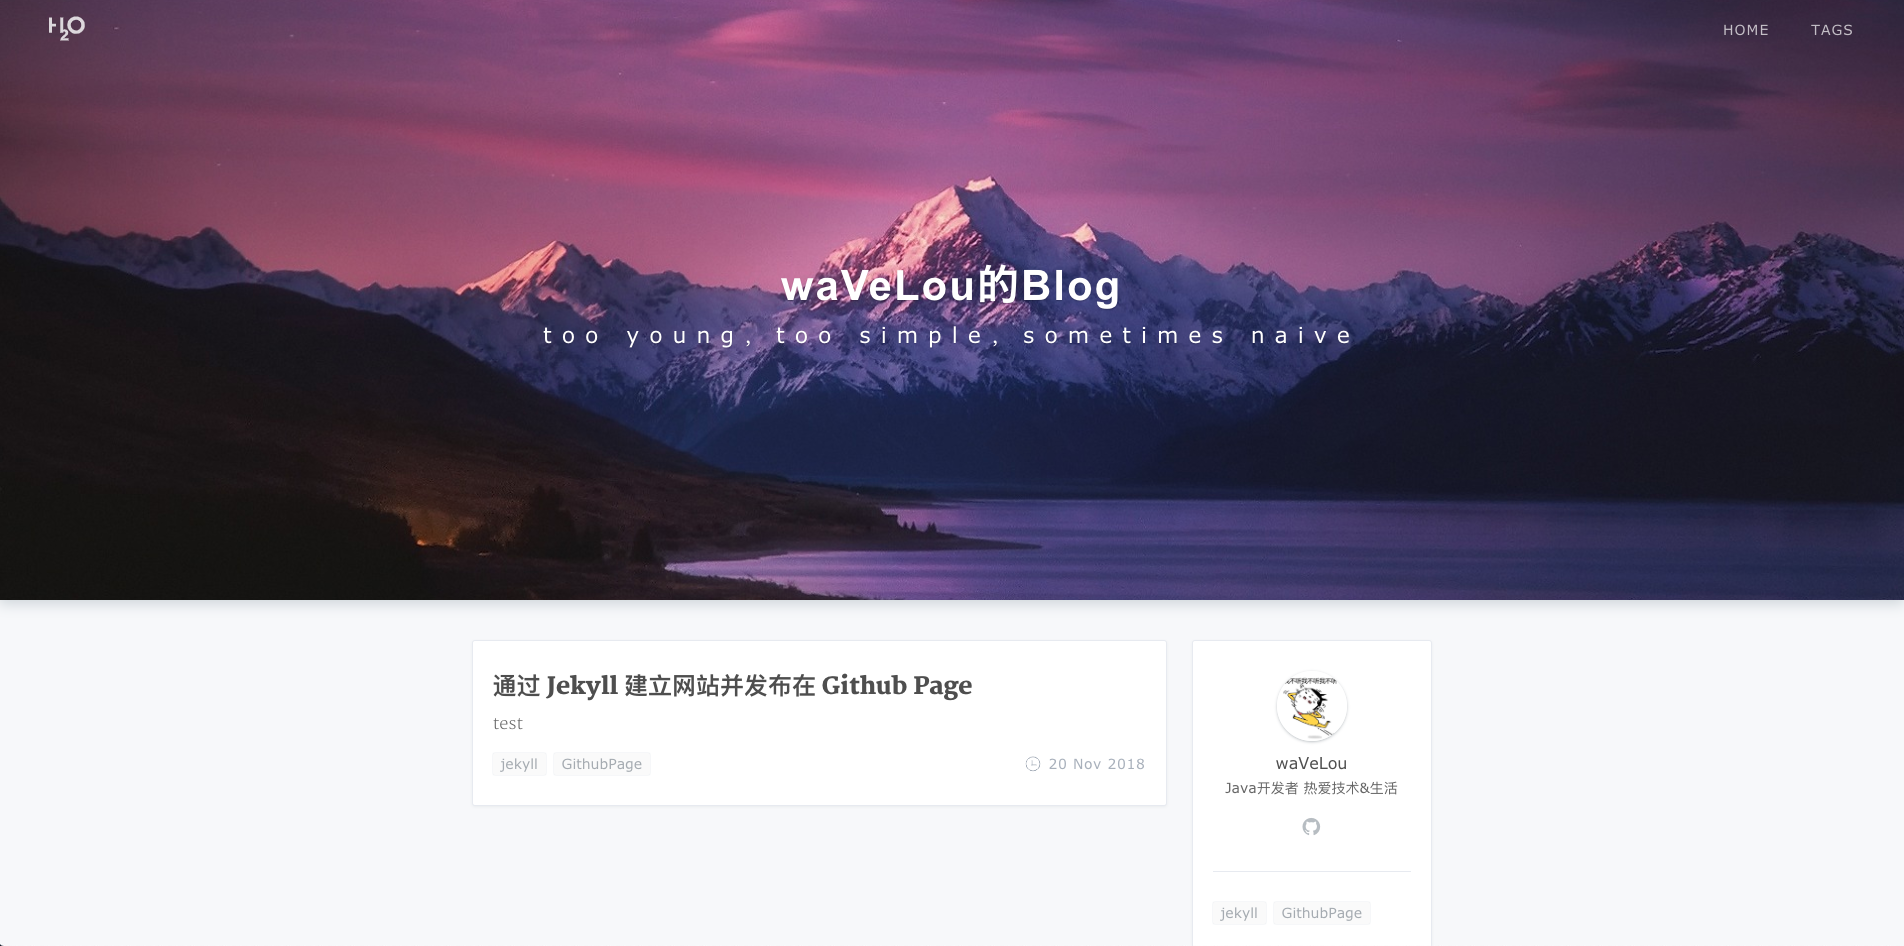 H2O
HOME TAGS
waVeLou的Blog
too young, too simple, sometimes naive
通过 Jekyll 建立网站并发布在 Github Page
test
jekyll GithubPage 20 Nov 2018
waVeLou
Java开发者 热爱技术&生活
jekyll GithubPage